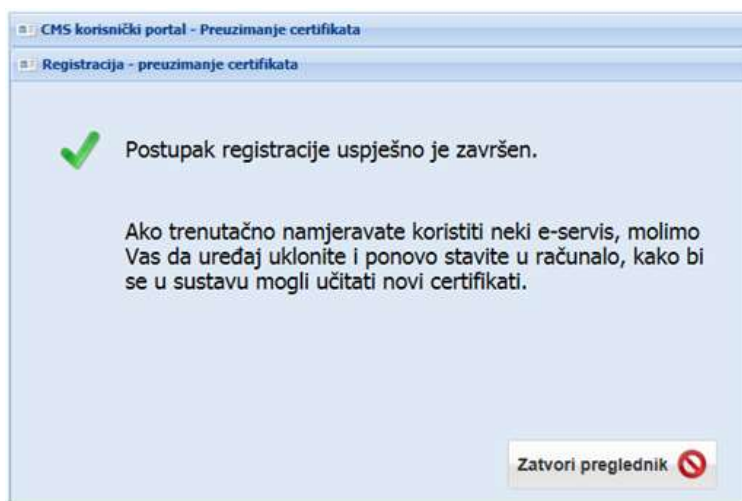 CMS korisnički portal - Preuzimanje certifikata
Registracija - preuzimanje certifikata
Postupak registracije uspješno je završen.
Ako trenutačno namjeravate koristiti neki e-servis, molimo
Vas da uređaj uklonite i ponovo stavite u računalo, kako bi
se u sustavu mogli učitati novi certifikati.
Zatvori preglednik